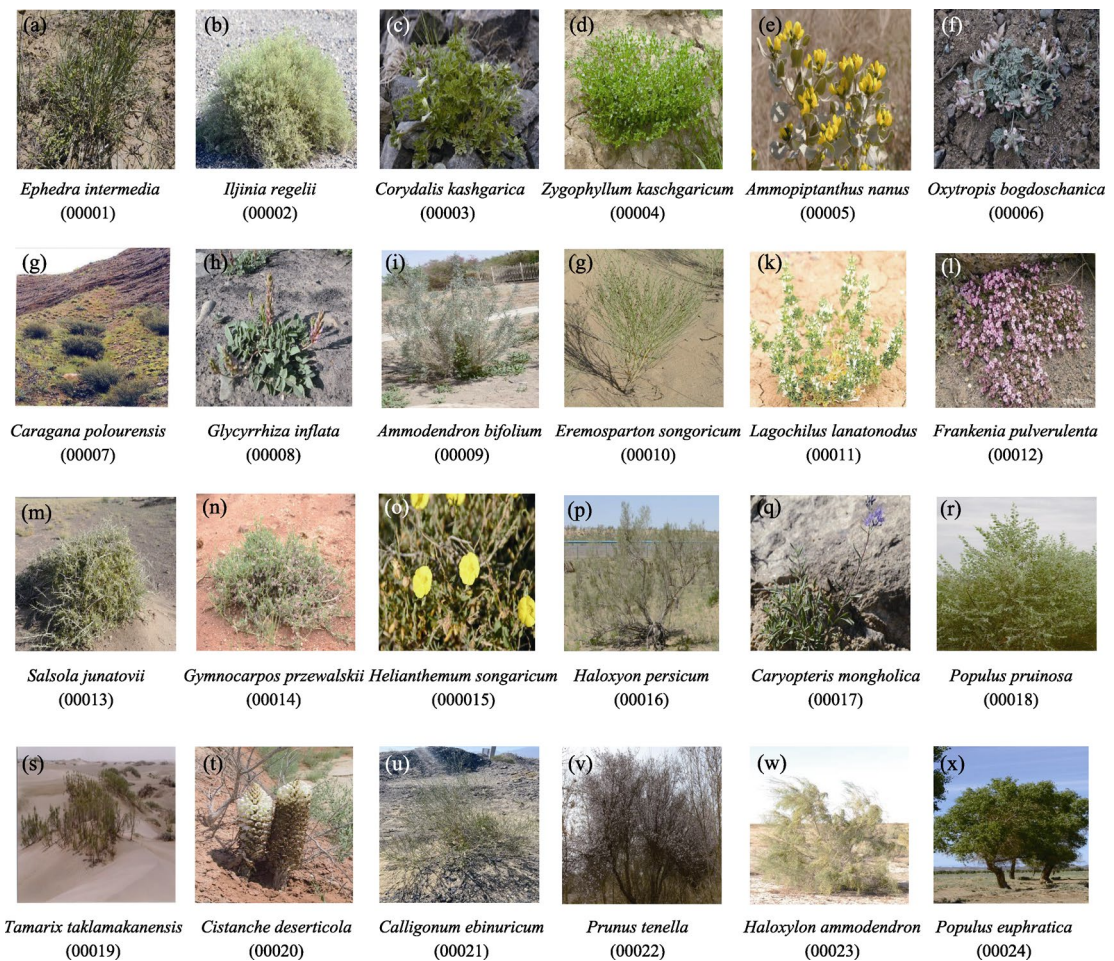 (a) (b) (c) (d) (e) (f)
Ephedra intermedia Iljinia regelii Corydalis kashgarica Zygophyllum kaschgaricum Ammopiptanthus nanus Oxytropis bogdoschanica
(00001) (00002) (00003) (00004) (00005) (00006)
(g) (h) (i) (g) (k) (l)
Caragana polourensis Glycyrrhiza inflata Ammodendron bifolium Eremosparton songoricum Lagochilus lanatonodus Frankenia pulverulenta
(00007) (00008) (00009) (00010) (00011) (00012)
(m) (n) (o) (p) (q) (r)
Salsola junatovii Gymnocarpos przewalskii Helianthemum songaricum Haloxyon persicum Caryopteris mongholica Populus pruinosa
(00013) (00014) (000015) (00016) (00017) (00018)
(s) (t) (u) (v) (w) (x)
Tamarix taklamakanensis Cistanche deserticola Calligonum ebinuricum Prunus tenella Haloxylon ammodendron Populus euphratica
(00019) (00020) (00021) (00022) (00023) (00024)